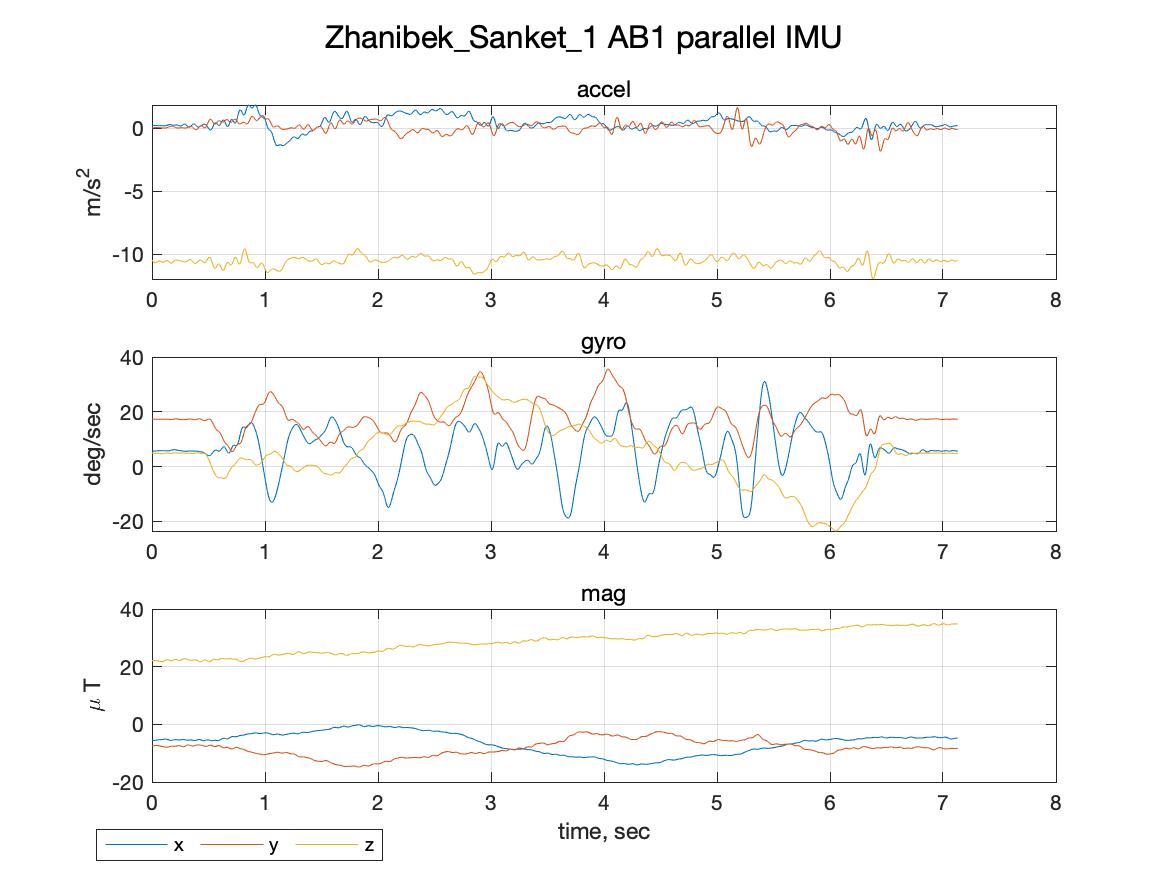 Zhanibek_Sanket_1 AB1 parallel IMU
accel
m/s2
0
-5
-10
0 1 2 3 4 5 6 7 8
gyro
deg/sec
40
20
0
-20
0 1 2 3 4 5 6 7 8
mag
μ T
40
20
0
-20
0 1 2 3 4 5 6 7 8
time, sec
x y z